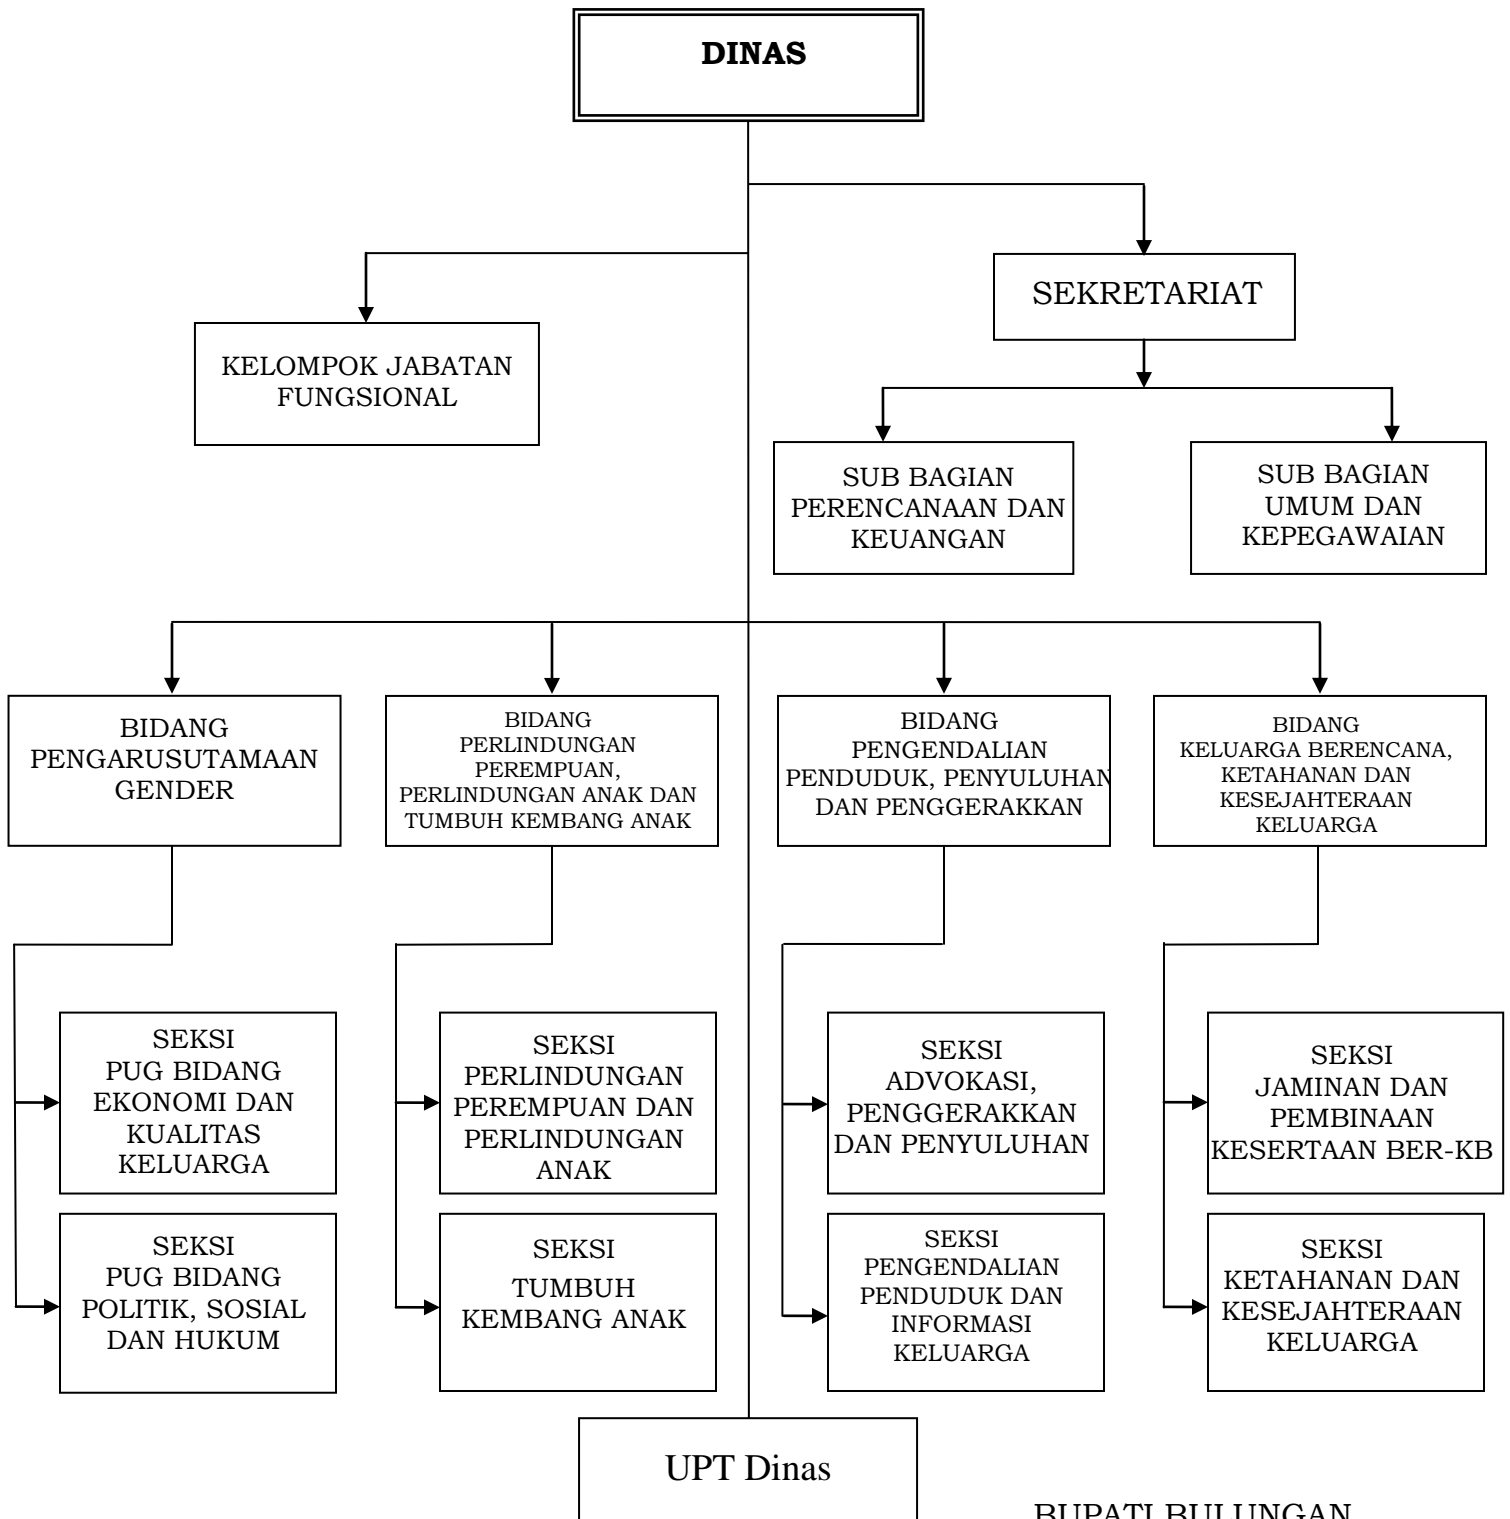 DINAS
SEKRETARIAT
KELOMPOK JABATAN
FUNGSIONAL
SUB BAGIAN
PERENCANAAN DAN
KEUANGAN
SUB BAGIAN
UMUM DAN
KEPEGAWAIAN
BIDANG
PENGARUSUTAMAAN
GENDER
BIDANG
PERLINDUNGAN
PEREMPUAN,
PERLINDUNGAN ANAK DAN
TUMBUH KEMBANG ANAK
BIDANG
PENGENDALIAN
PENDUDUK, PENYULUHAN
DAN PENGGERAKKAN
BIDANG
KELUARGA BERENCANA,
KETAHANAN DAN
KESEJAHTERAAN
KELUARGA
SEKSI
PUG BIDANG
EKONOMI DAN
KUALITAS
KELUARGA
SEKSI
PERLINDUNGAN
PEREMPUAN DAN
PERLINDUNGAN
ANAK
SEKSI
ADVOKASI,
PENGGERAKKAN
DAN PENYULUHAN
SEKSI
JAMINAN DAN
PEMBINAAN
KESERTAAN BER-KB
SEKSI
PUG BIDANG
POLITIK, SOSIAL
DAN HUKUM
SEKSI
TUMBUH
KEMBANG ANAK
SEKSI
PENGENDALIAN
PENDUDUK DAN
INFORMASI
KELUARGA
SEKSI
KETAHANAN DAN
KESEJAHTERAAN
KELUARGA
UPT Dinas
BUPATI BULUNGAN